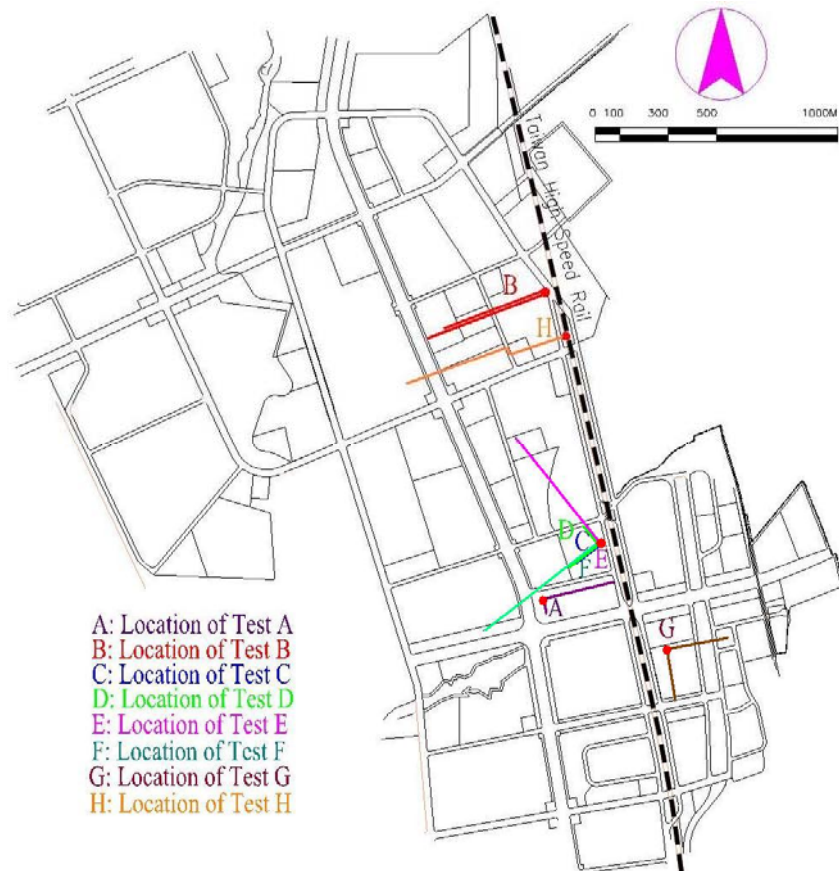 0 100 300 500 1000M
Taiwan High Speed Rail
B
H
D
C
F E
A
G
A: Location of Test A
B: Location of Test B
C: Location of Test C
D: Location of Test D
E: Location of Test E
F: Location of Test F
G: Location of Test G
H: Location of Test H